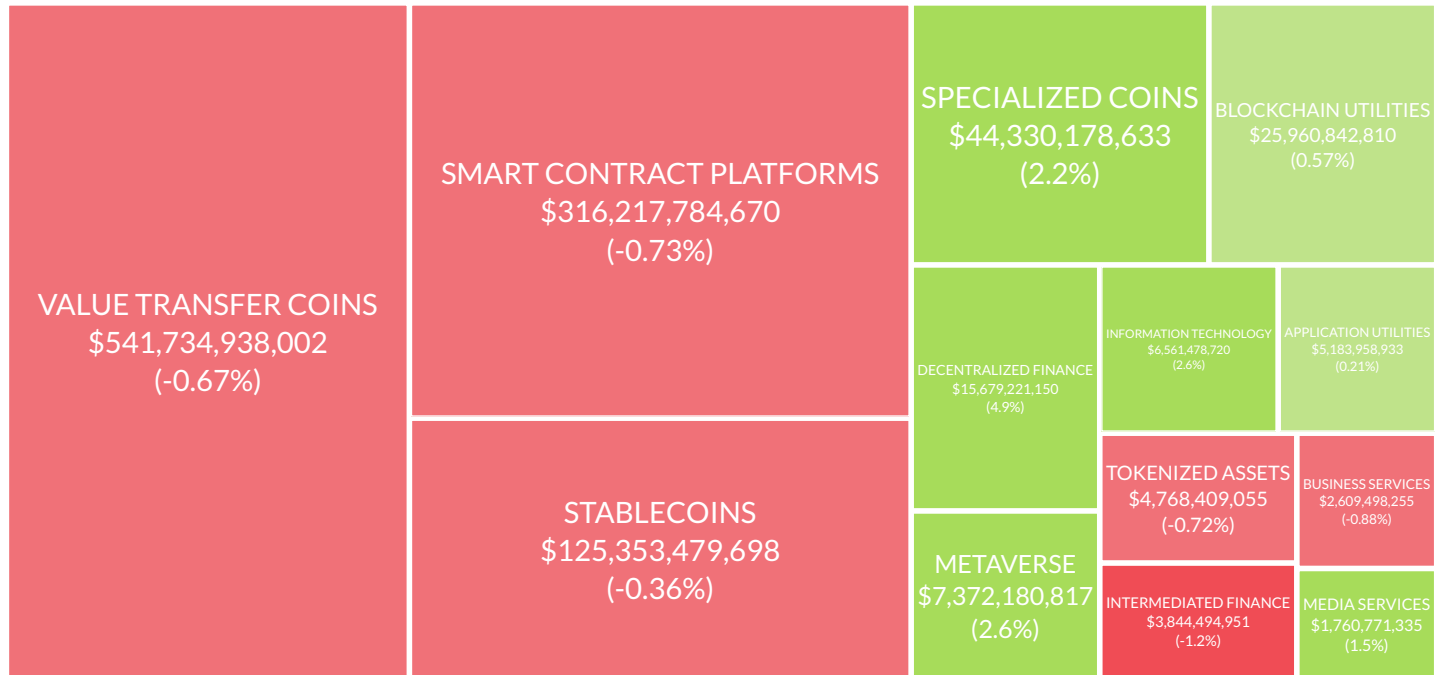 VALUE TRANSFER COINS
$541,734,938,002
(-0.67%)
SMART CONTRACT PLATFORMS
$316,217,784,670
(-0.73%)
STABLECOINS
$125,353,479,698
(-0.36%)
SPECIALIZED COINS
$44,330,178,633
(2.2%)
BLOCKCHAIN UTILITIES
$25,960,842,810
(0.57%)
DECENTRALIZED FINANCE
$15,679,221,150
(4.9%)
METAVERSE
$7,372,180,817
(2.6%)
INFORMATION TECHNOLOGY
$6,561,478,720
(2.6%)
APPLICATION UTILITIES
$5,183,958,933
(0.21%)
TOKENIZED ASSETS
$4,768,409,055
(-0.72%)
INTERMEDIATED FINANCE
$3,844,494,951
(-1.2%)
BUSINESS SERVICES
$2,609,498,255
(-0.88%)
MEDIA SERVICES
$1,760,771,335
(1.5%)